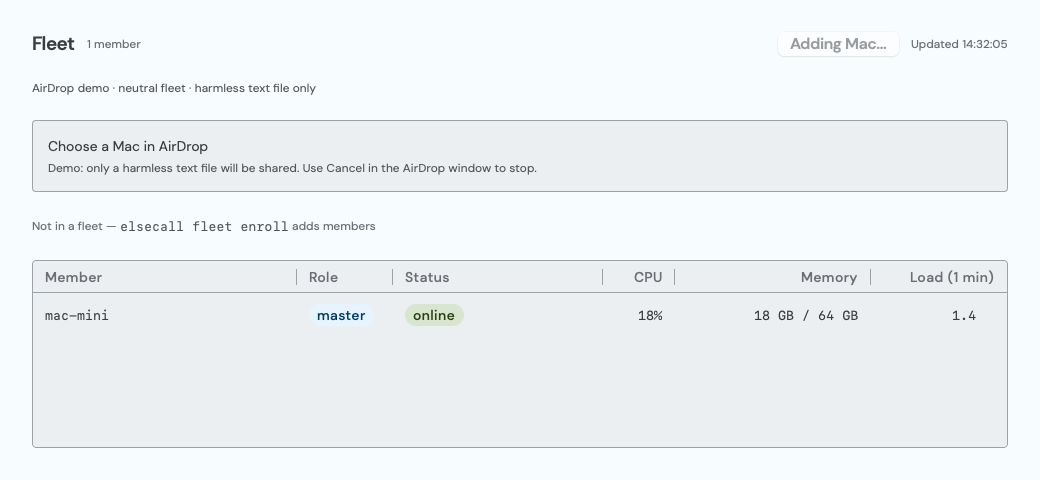 Fleet 1 member Adding Mac... Updated 14:32:05
AirDrop demo · neutral fleet · harmless text file only
Choose a Mac in AirDrop
Demo: only a harmless text file will be shared. Use Cancel in the AirDrop window to stop.
Not in a fleet — elsecall fleet enroll adds members
Member Role Status CPU Memory Load (1 min)
mac-mini master online 18% 18 GB / 64 GB 1.4